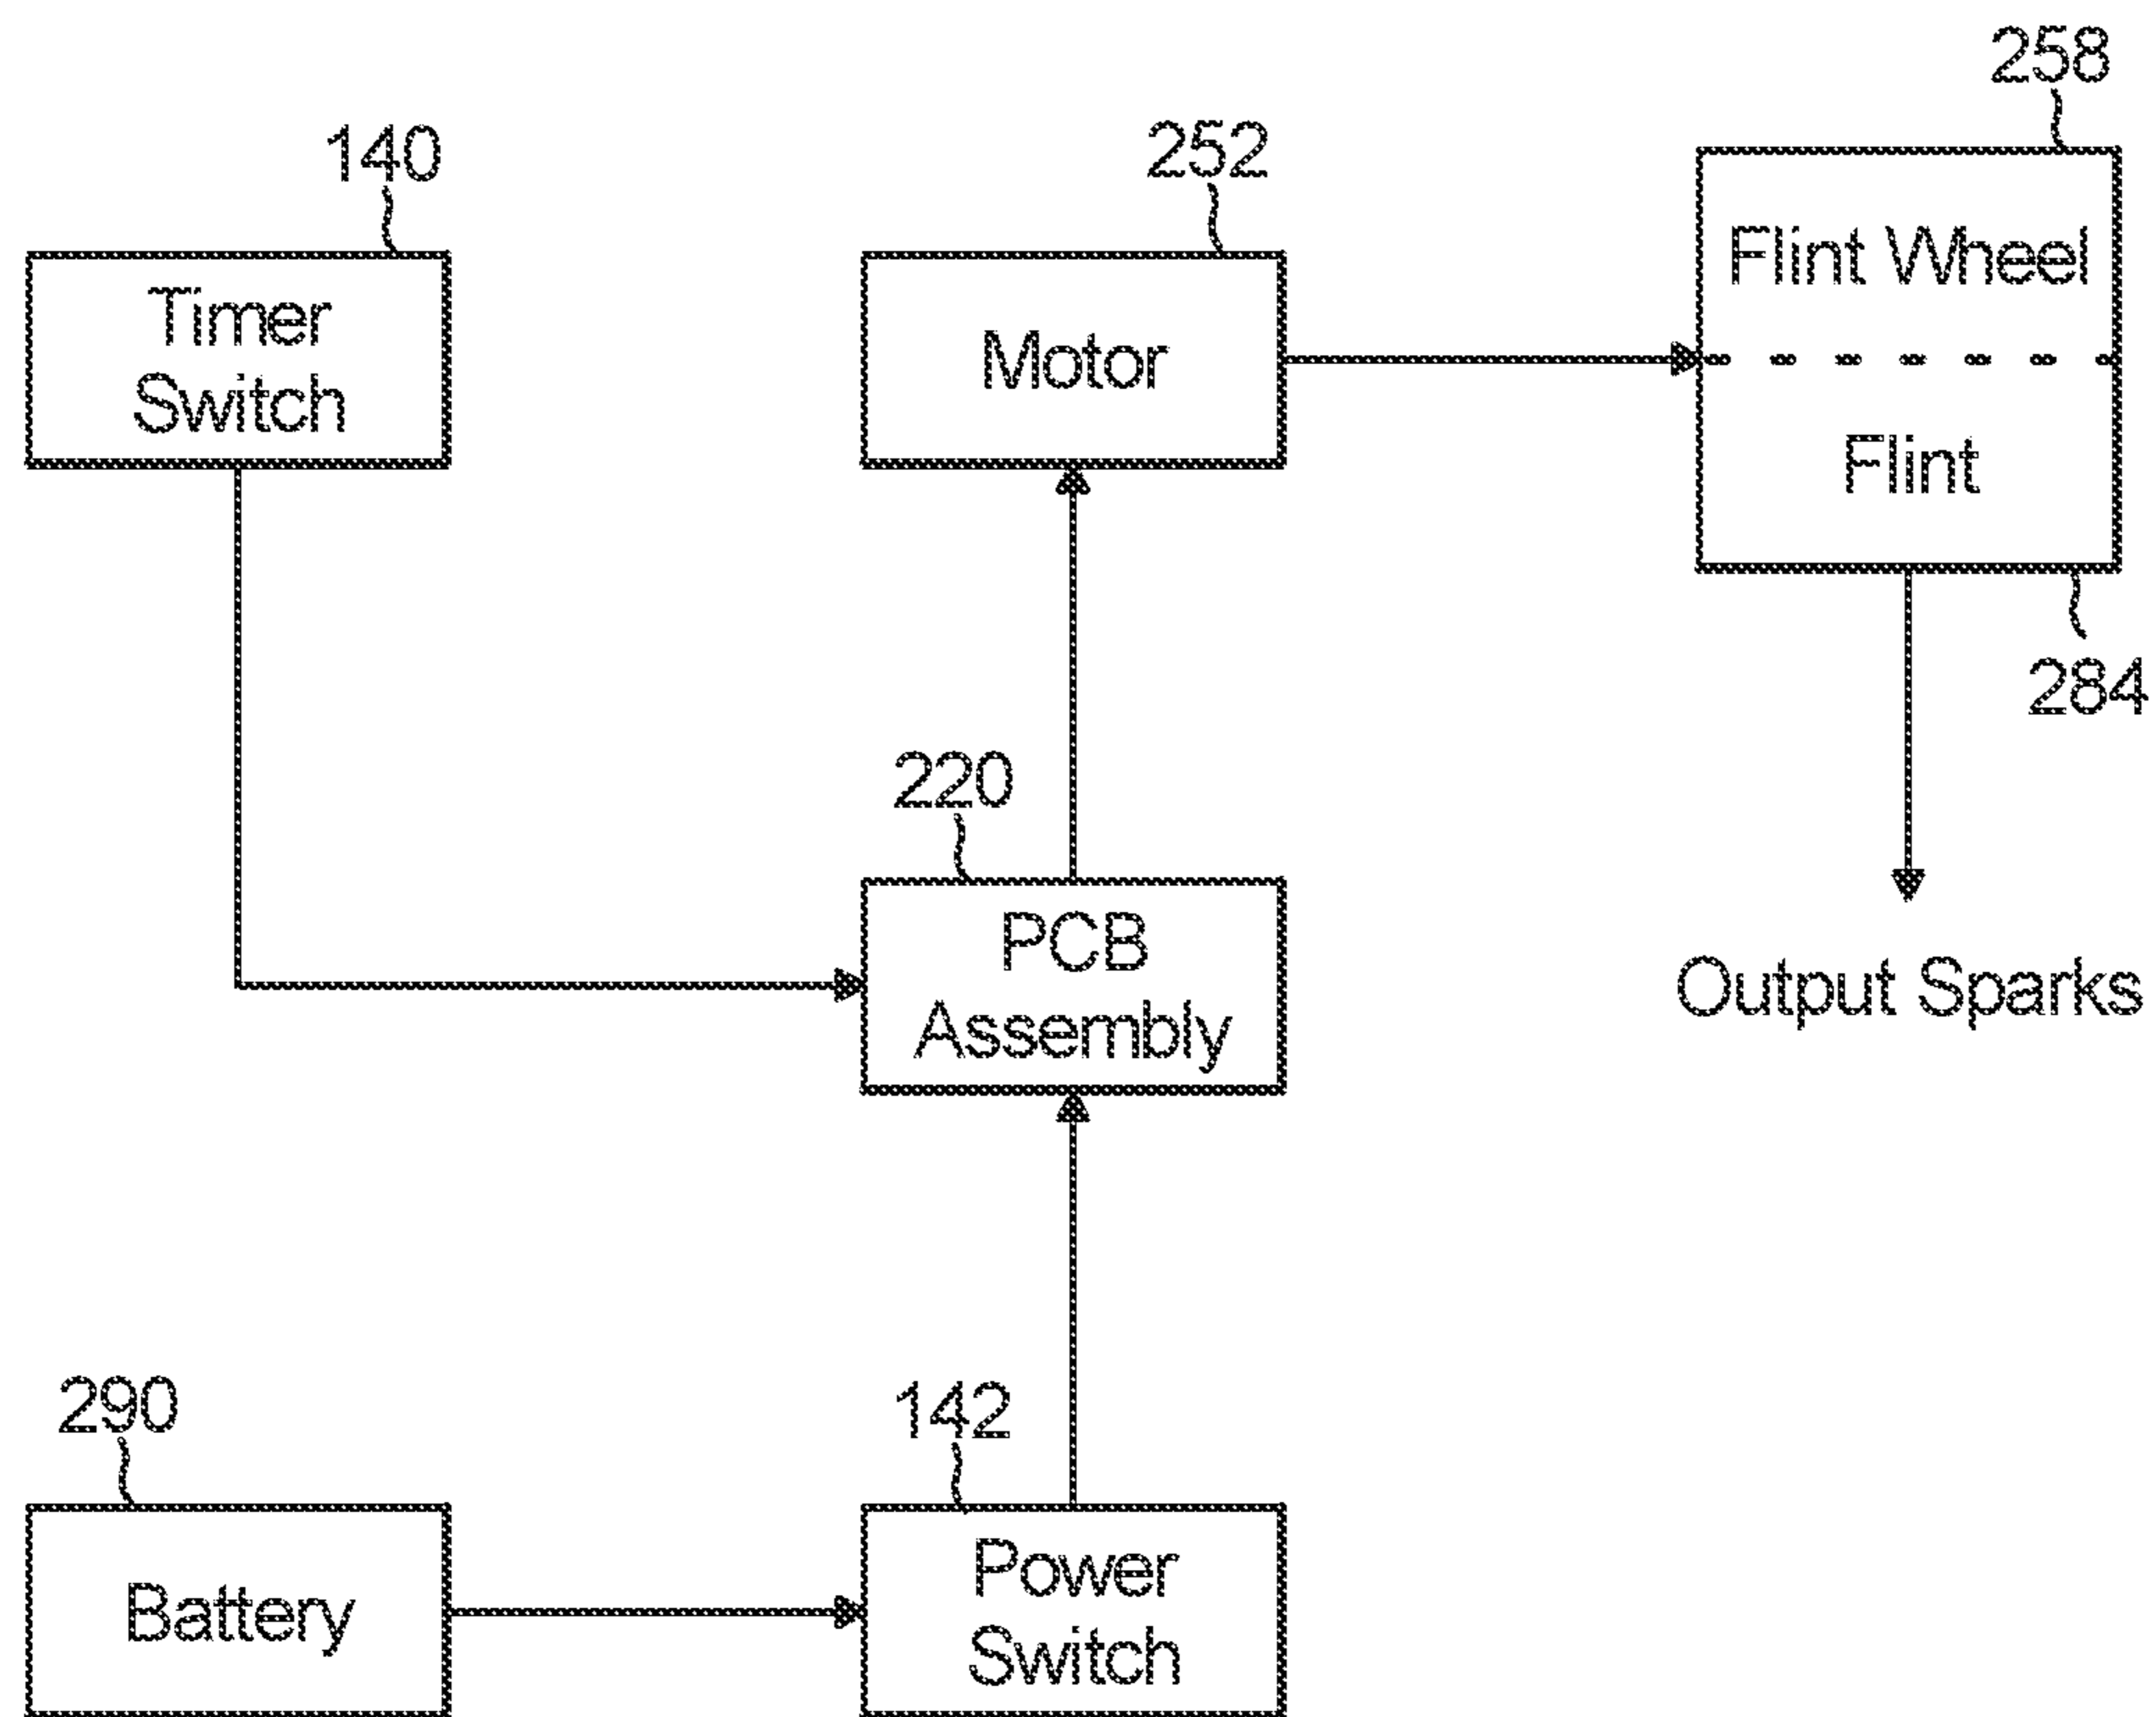 258
140
252
Timer
Switch
Motor
Flint Wheel
Flint
284
220
PCB
Assembly
Output Sparks
290
142
Battery
Power
Switch